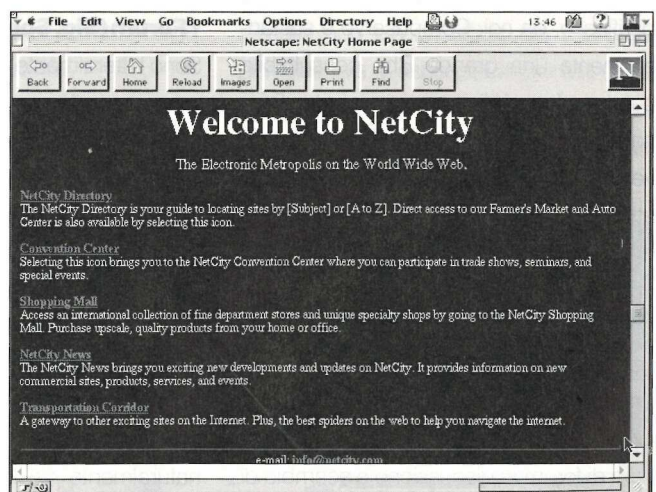 File Edit View Go Bookmarks Options Directory Help 13:46
Netscape: NetCity Home Page
Back Forward Home Reload Images Open Print Find Stop N
Welcome to NetCity
The Electronic Metropolis on the World Wide Web.
NetCity Directory
The NetCity Directory is your guide to locating sites by [Subject] or [A to Z]. Direct access to our Farmer's Market and Auto
Center is also available by selecting this icon.
Convention Center
Selecting this icon brings you to the NetCity Convention Center where you can participate in trade shows, seminars, and
special events.
Shopping Mall
Access an international collection of fine department stores and unique specialty shops by going to the NetCity Shopping
Mall. Purchase upscale, quality products from your home or office.
NetCity News
The NetCity News brings you exciting new developments and updates on NetCity. It provides information on new
commercial sites, products, services, and events.
Transportation Corridor
A gateway to other exciting sites on the Internet. Plus, the best spiders on the web to help you navigate the internet.
e-mail: info@netcity.com